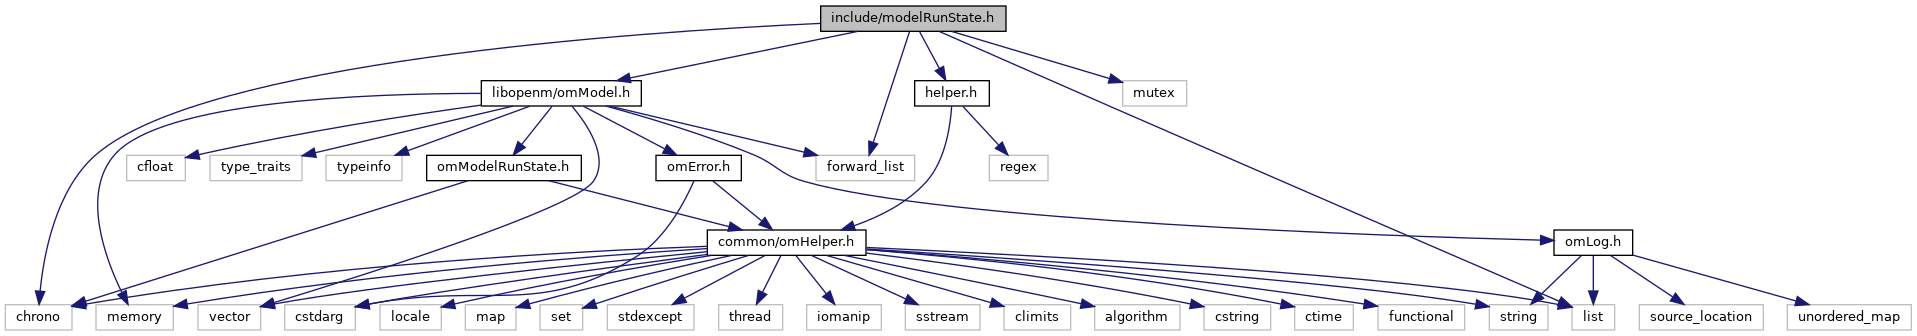 include/modelRunState.h
libopenm/omModel.h
helper.h
mutex
cfloat
type_traits
typeinfo
omModelRunState.h
omError.h
forward_list
regex
common/omHelper.h
omLog.h
chrono
memory
vector
cstdarg
locale
map
set
stdexcept
thread
iomanip
sstream
climits
algorithm
cstring
ctime
functional
string
list
source_location
unordered_map